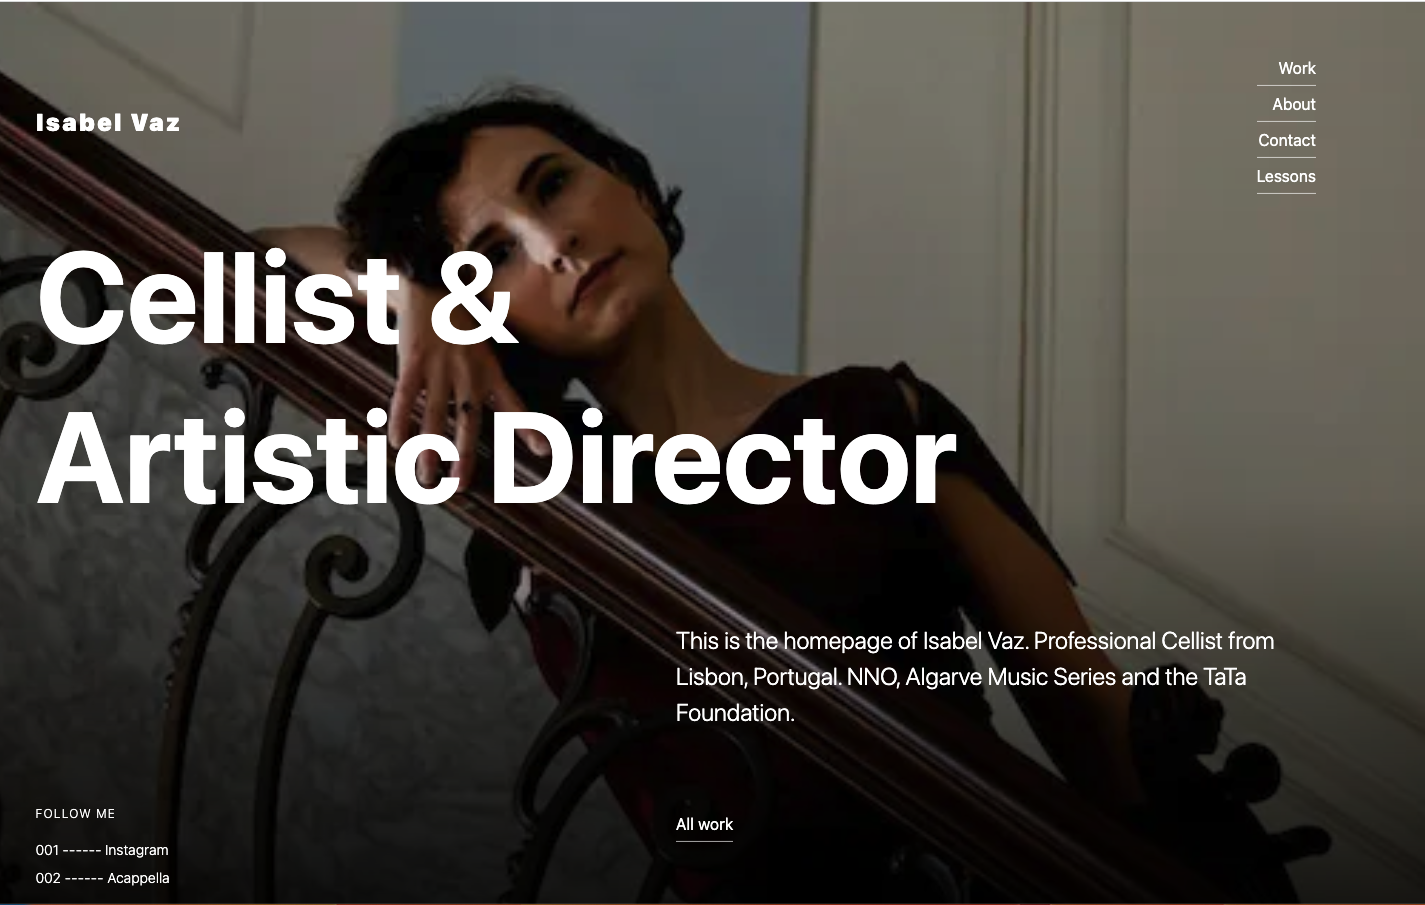 Isabel Vaz
Work
About
Contact
Lessons
Cellist &
Artistic Director
This is the homepage of Isabel Vaz. Professional Cellist from
Lisbon, Portugal. NNO, Algarve Music Series and the TaTa
Foundation.
All work
FOLLOW ME
001 ------ Instagram
002 ------ Acappella